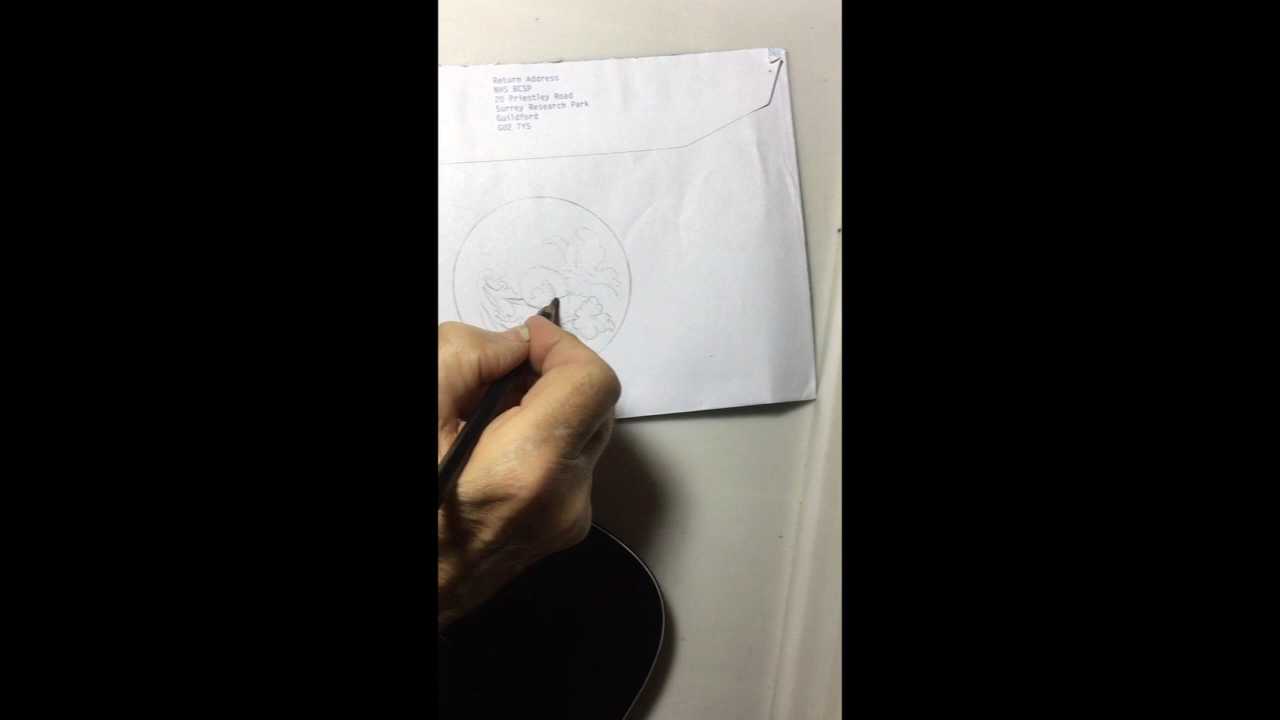 Return Address
NHS BCSP
20 Priestley Road
Surrey Research Park
Guildford
GU2 7YS